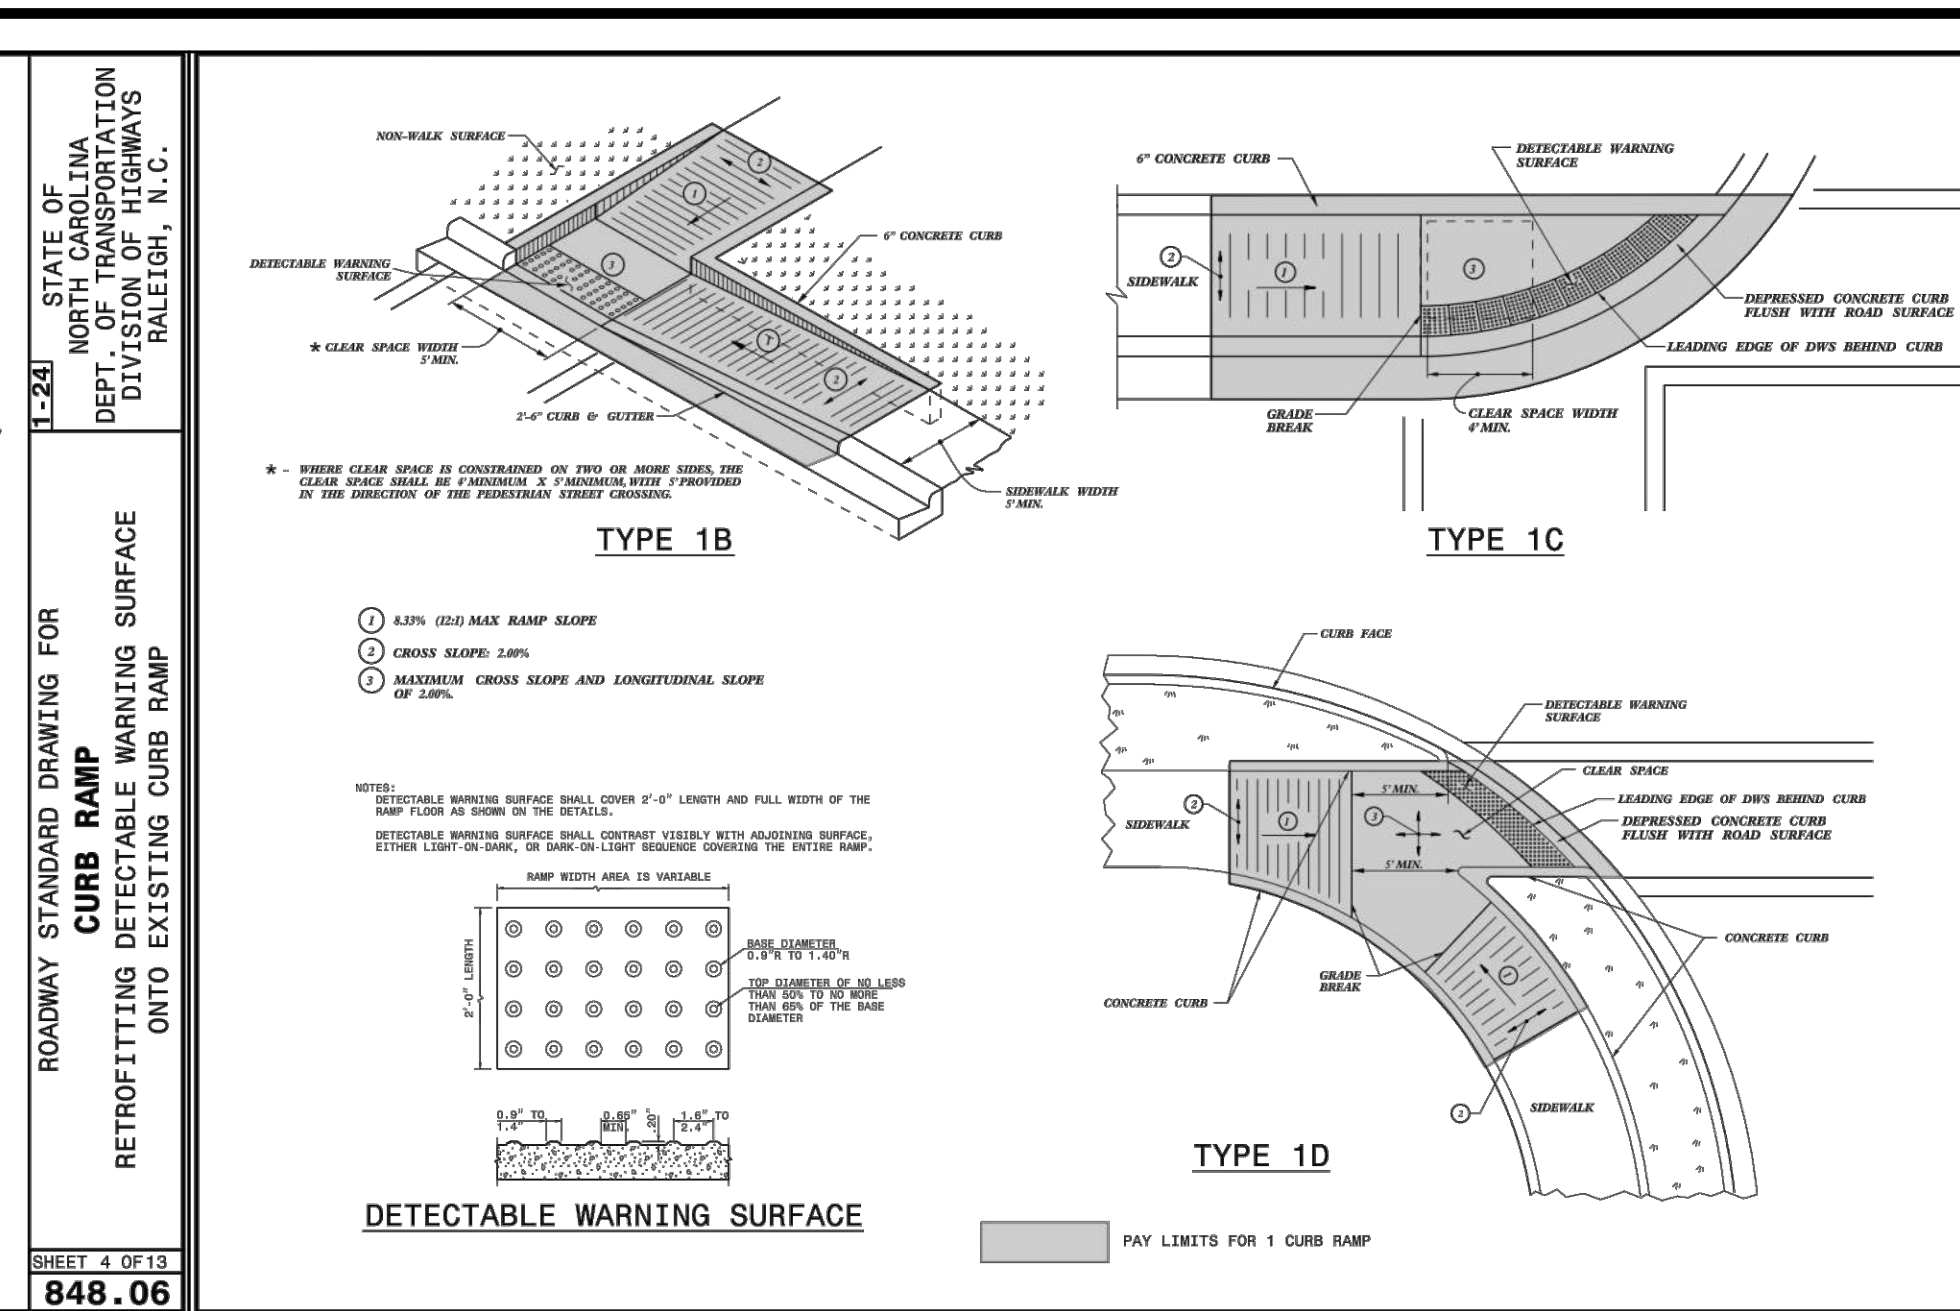 STATE OF
NORTH CAROLINA
DEPT. OF TRANSPORTATION
DIVISION OF HIGHWAYS
RALEIGH, N.C.
1-24
ROADWAY STANDARD DRAWING FOR
CURB RAMP
RETROFITTING DETECTABLE WARNING SURFACE
ONTO EXISTING CURB RAMP
SHEET 4 OF 13
848.06
NON-WALK SURFACE
2
1
6" CONCRETE CURB
DETECTABLE WARNING
SURFACE
3
* CLEAR SPACE WIDTH
5' MIN.
1
2
2'-6" CURB & GUTTER
* - WHERE CLEAR SPACE IS CONSTRAINED ON TWO OR MORE SIDES, THE
CLEAR SPACE SHALL BE 4' MINIMUM X 5' MINIMUM, WITH 5' PROVIDED
IN THE DIRECTION OF THE PEDESTRIAN STREET CROSSING.
SIDEWALK WIDTH
5' MIN.
TYPE 1B
6" CONCRETE CURB
DETECTABLE WARNING
SURFACE
2
SIDEWALK
1
3
DEPRESSED CONCRETE CURB
FLUSH WITH ROAD SURFACE
LEADING EDGE OF DWS BEHIND CURB
GRADE
BREAK
CLEAR SPACE WIDTH
4' MIN.
TYPE 1C
1 8.33% (12:1) MAX RAMP SLOPE
2 CROSS SLOPE: 2.00%
3 MAXIMUM CROSS SLOPE AND LONGITUDINAL SLOPE
OF 2.00%.
NOTES:
DETECTABLE WARNING SURFACE SHALL COVER 2'-0" LENGTH AND FULL WIDTH OF THE
RAMP FLOOR AS SHOWN ON THE DETAILS.
DETECTABLE WARNING SURFACE SHALL CONTRAST VISIBLY WITH ADJOINING SURFACE,
EITHER LIGHT-ON-DARK, OR DARK-ON-LIGHT SEQUENCE COVERING THE ENTIRE RAMP.
RAMP WIDTH AREA IS VARIABLE
2'-0" LENGTH
BASE DIAMETER
0.9"R TO 1.40"R
TOP DIAMETER OF NO LESS
THAN 50% TO NO MORE
THAN 65% OF THE BASE
DIAMETER
0.9" TO
1.4"
0.65"
MIN.
.20"
1.6" TO
2.4"
DETECTABLE WARNING SURFACE
CURB FACE
DETECTABLE WARNING
SURFACE
CLEAR SPACE
5' MIN.
LEADING EDGE OF DWS BEHIND CURB
2
SIDEWALK
1
3
DEPRESSED CONCRETE CURB
FLUSH WITH ROAD SURFACE
5' MIN.
CONCRETE CURB
GRADE
BREAK
1
CONCRETE CURB
2
SIDEWALK
TYPE 1D
PAY LIMITS FOR 1 CURB RAMP